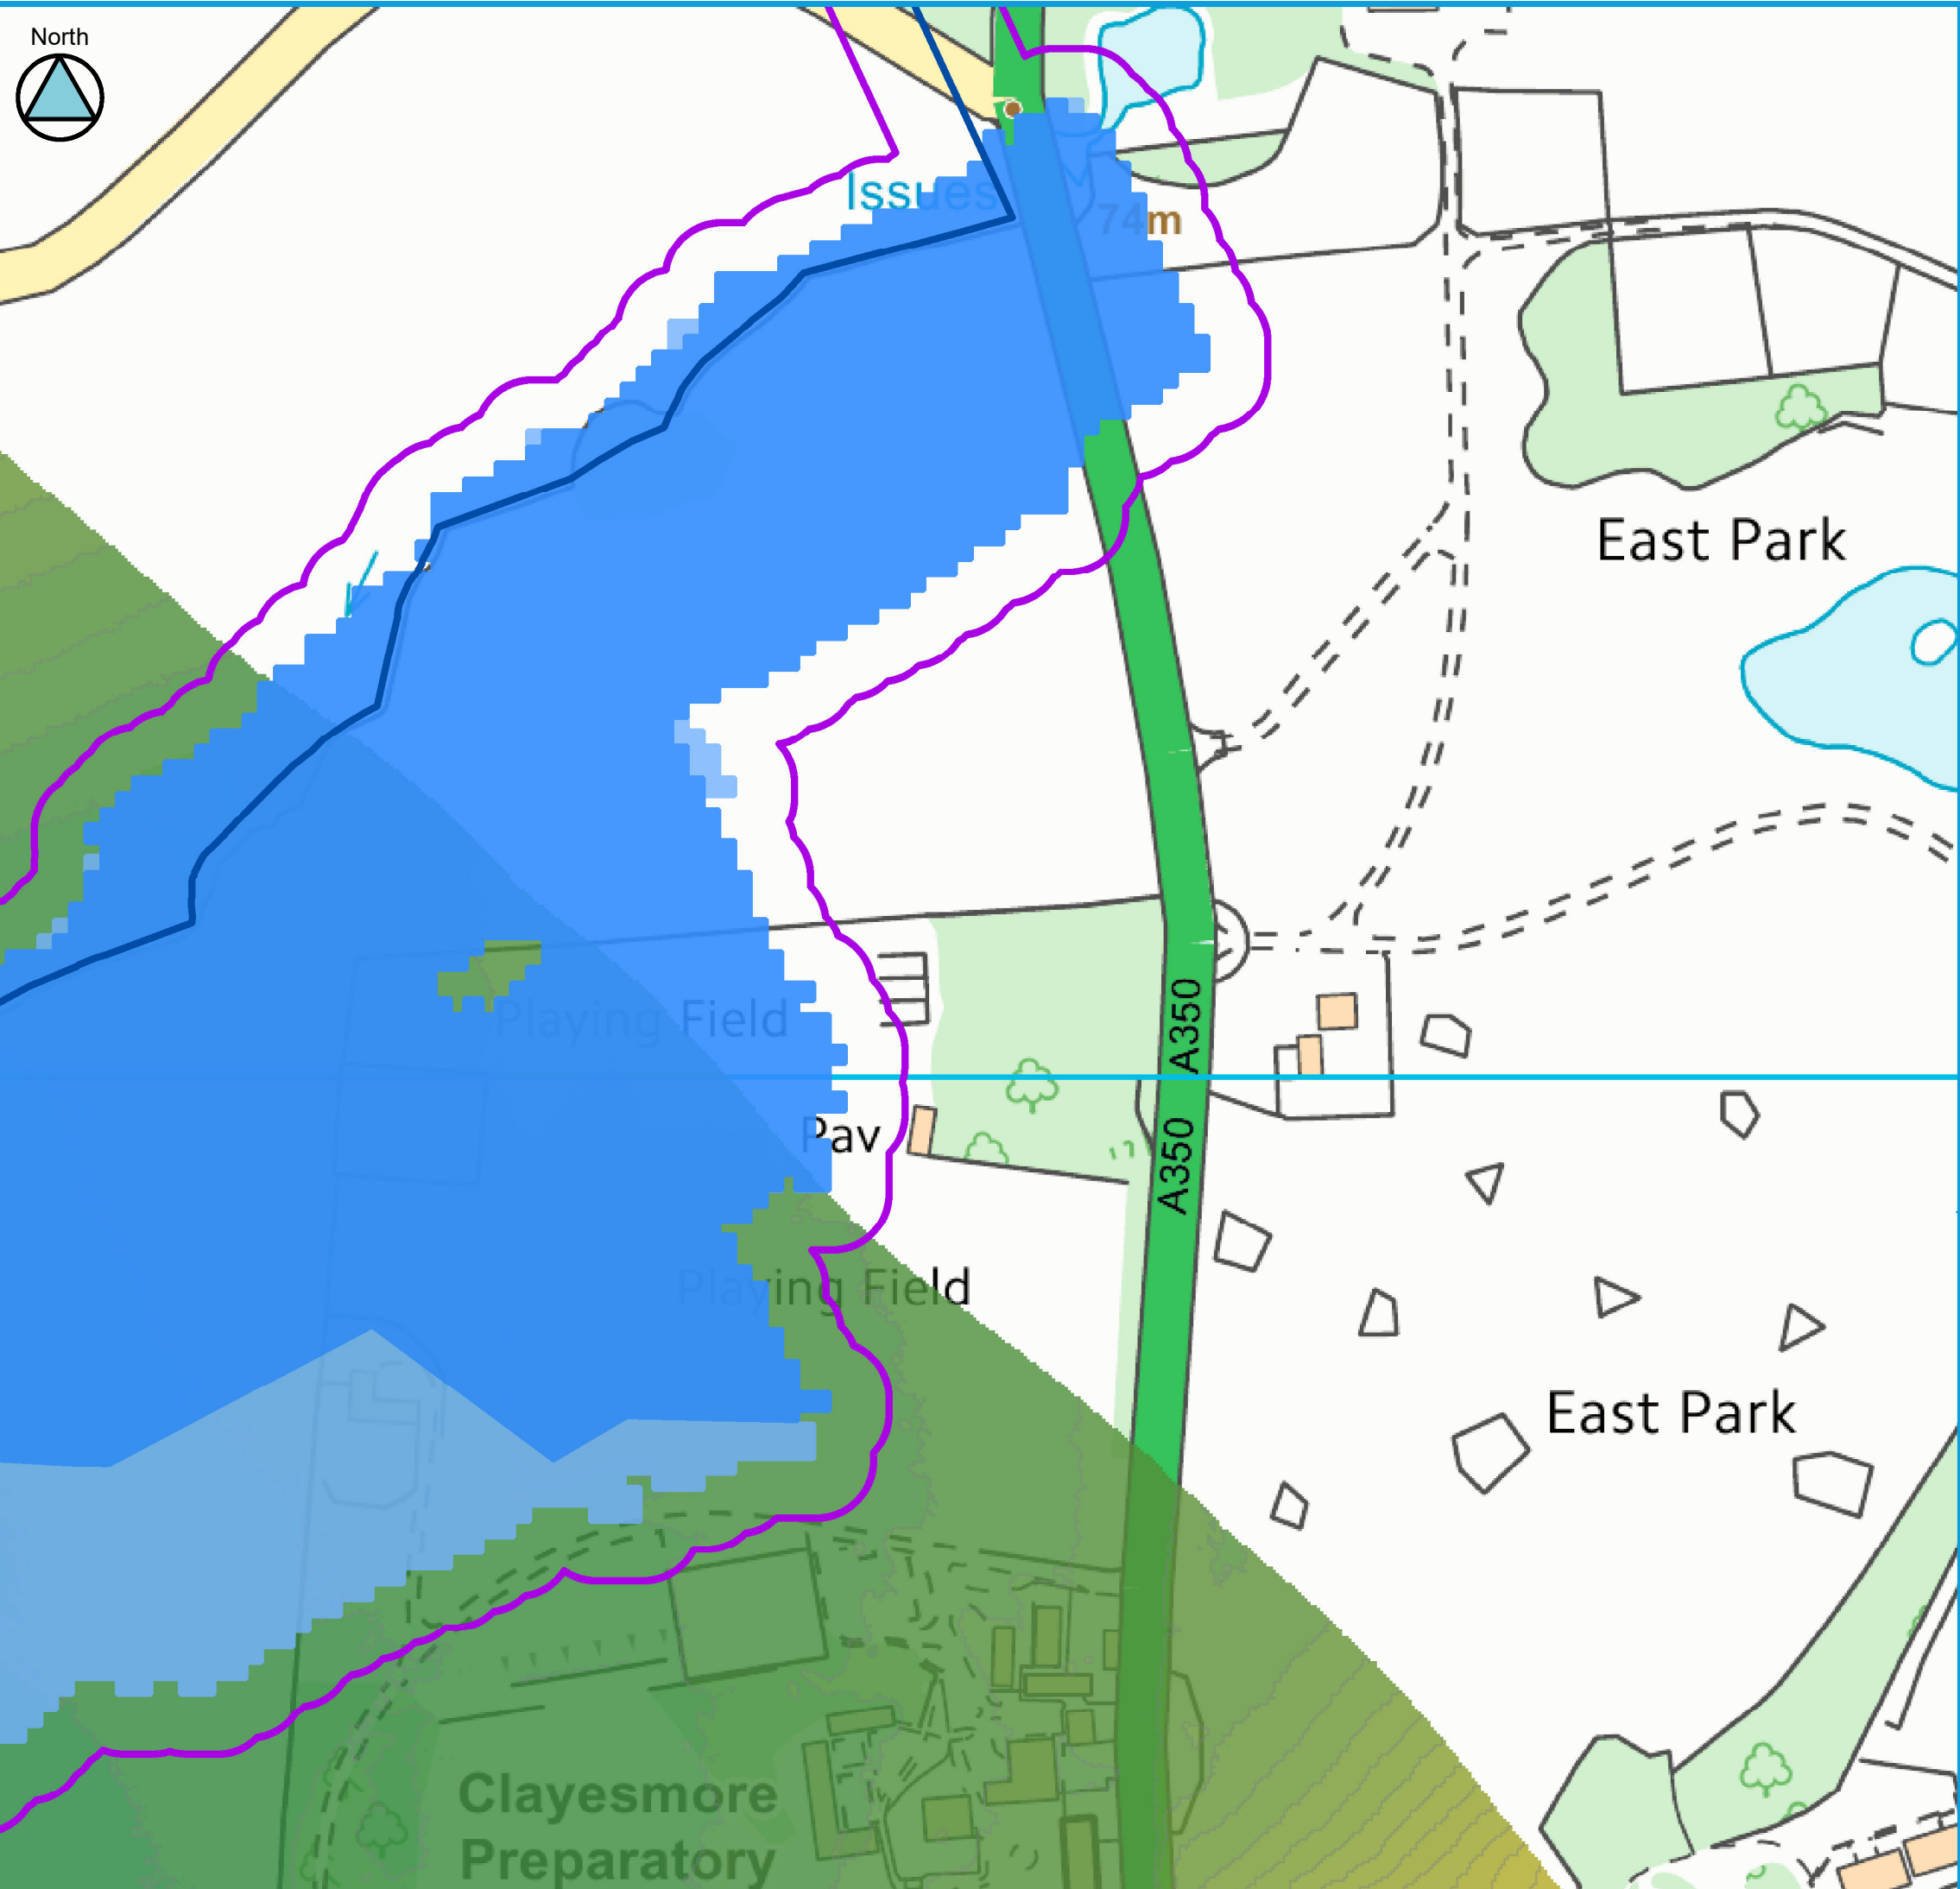 North
Issues
74m
East Park
A350
Playing Field
A350
Pav
Playing Field
East Park
Clayesmore
Preparatory